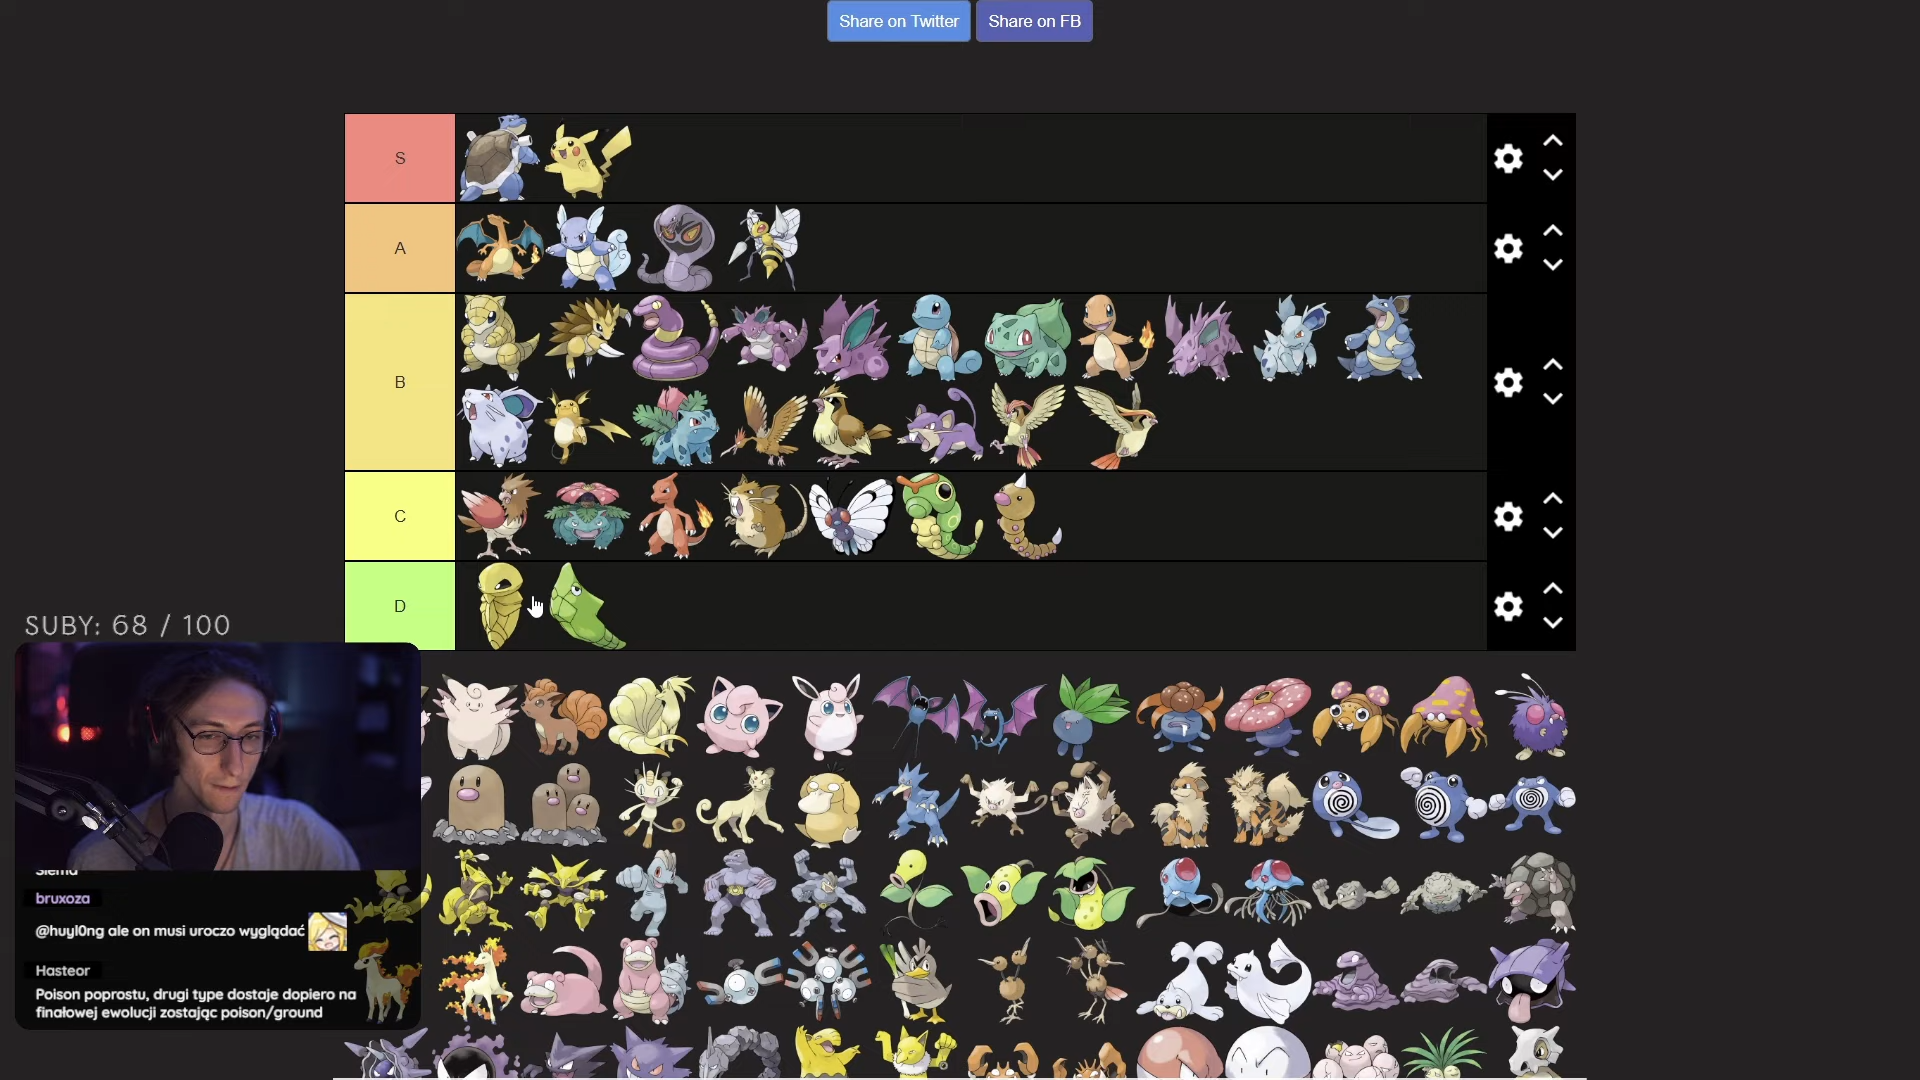 Share on Twitter
Share on FB
S
A
B
C
D
SUBY: 68 / 100
Siema
bruxoza
@huyl0ng ale on musi uroczo wyglądać
Hasteor
Poison poprostu, drugi type dostaje dopiero na
finałowej ewolucji zostając poison/ground